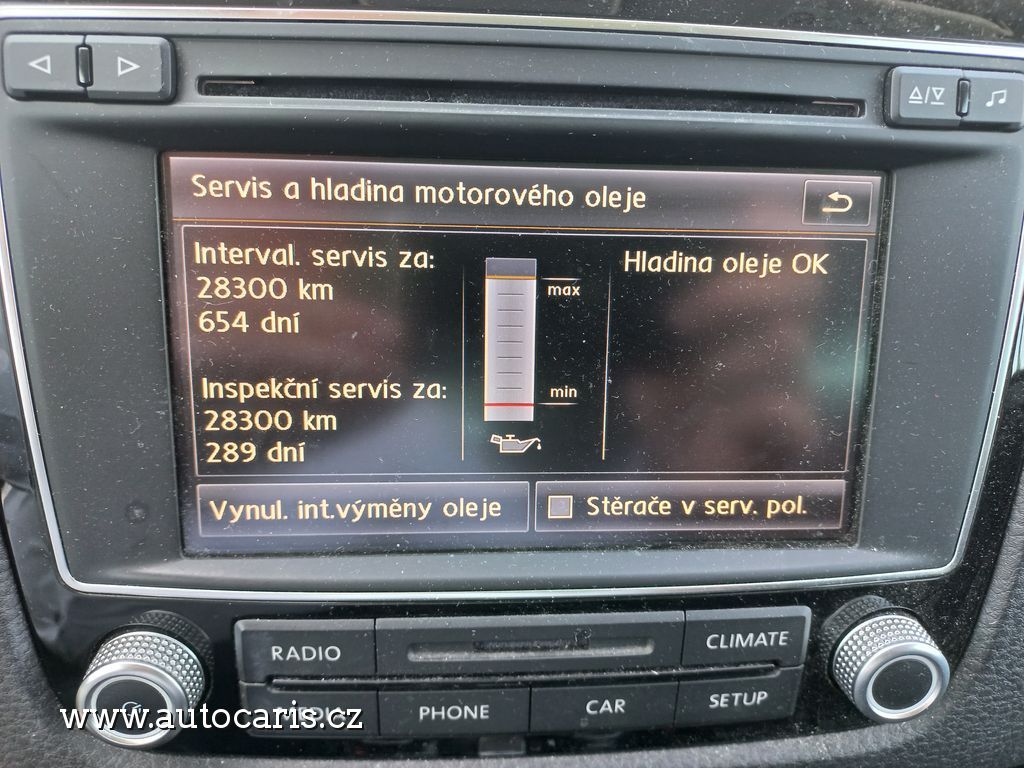 Servis a hladina motorového oleje
Interval. servis za:
28300 km
654 dní
Inspekční servis za:
28300 km
289 dní
max
min
Hladina oleje OK
Vynul. int.výměny oleje
Stěrače v serv. pol.
RADIO
CLIMATE
PHONE
CAR
SETUP
www.autocaris.cz